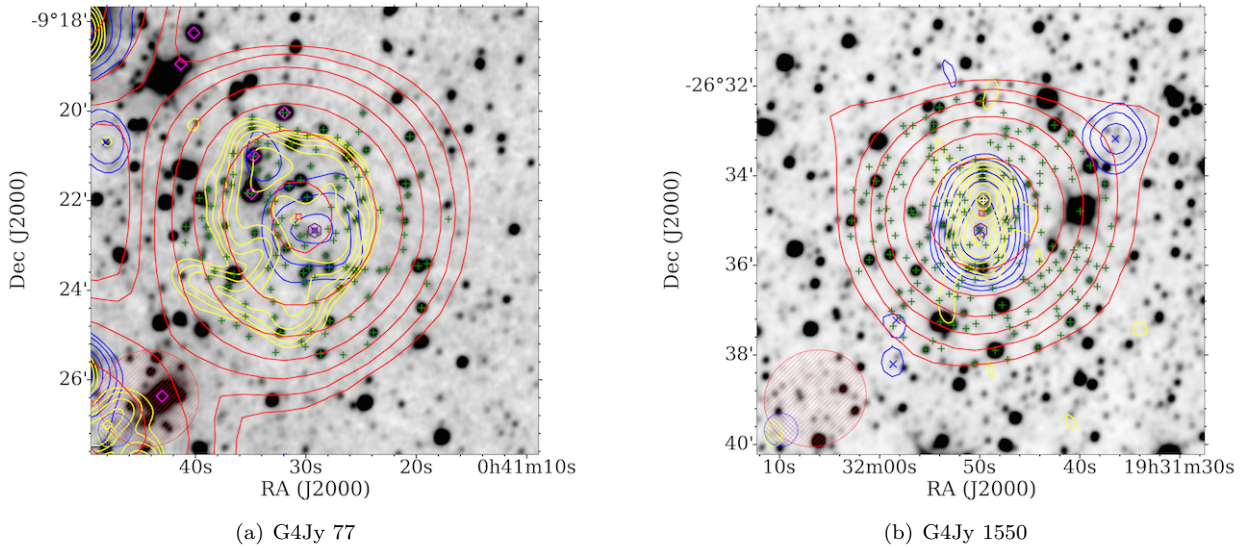 -9°18'
20'
22'
24'
26'
Dec (J2000)
40s
30s
20s
0h41m10s
RA (J2000)
(a) G4Jy 77
-26°32'
34'
36'
38'
40'
Dec (J2000)
10s
32m00s
50s
40s
19h31m30s
RA (J2000)
(b) G4Jy 1550